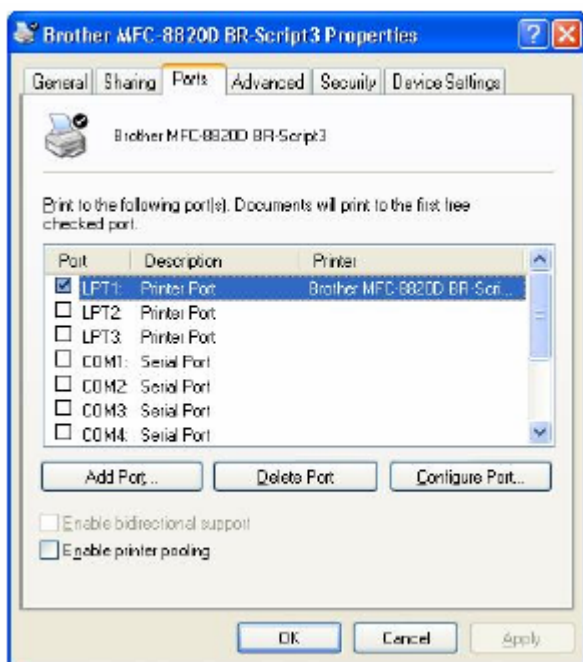 Brother MFC-8820D BR-Script3 Properties
General Sharing Ports Advanced Security Device Settings
Brother MFC-8820D BR-Script3
Print to the following port(s). Documents will print to the first free
checked port.
Port Description Printer
LPT1: Printer Port Brother MFC-8820D BR-Scri...
LPT2: Printer Port
LPT3: Printer Port
COM1: Serial Port
COM2: Serial Port
COM3: Serial Port
COM4: Serial Port
Add Port... Delete Port Configure Port...
Enable bidirectional support
Enable printer pooling
OK Cancel Apply